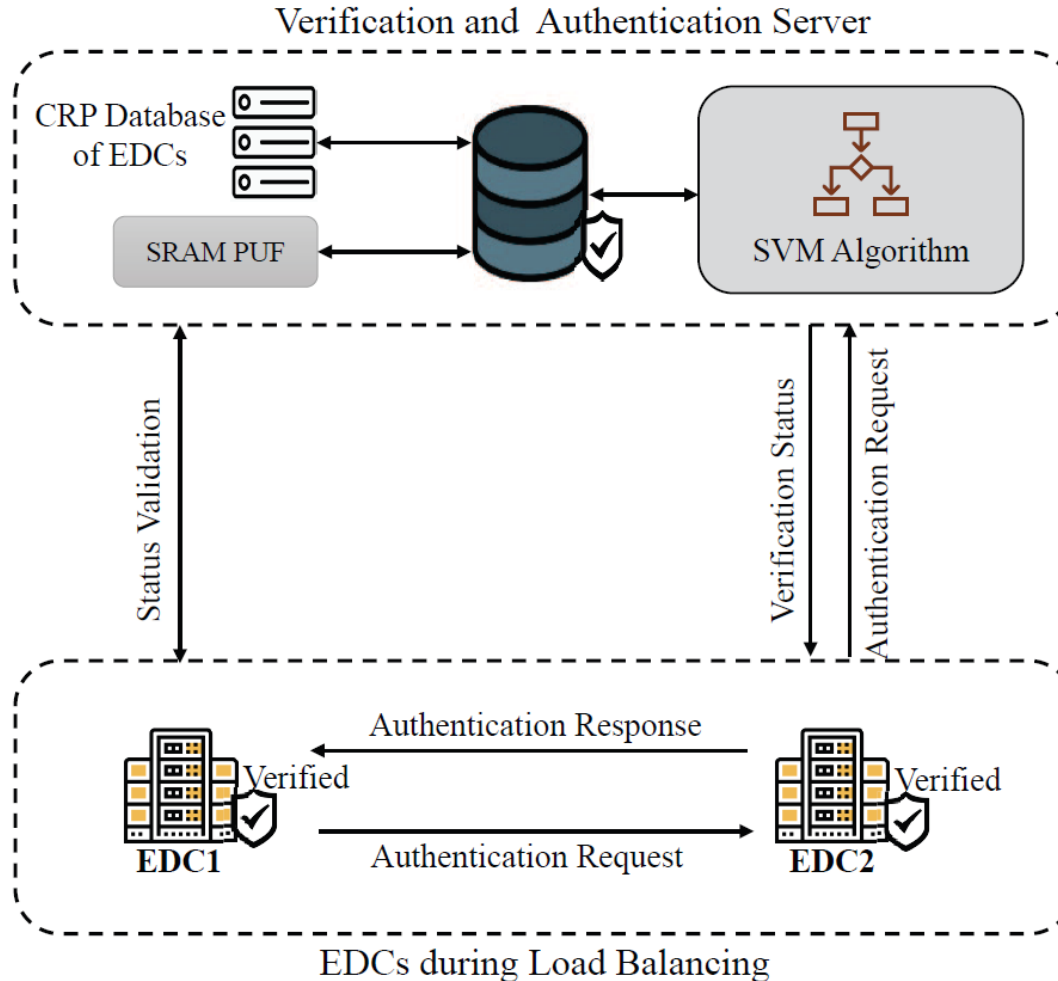 Verification and Authentication Server
CRP Database
of EDCs
SRAM PUF
SVM Algorithm
Status Validation
Verification Status
Authentication Request
Authentication Response
Verified
Verified
EDC1
Authentication Request
EDC2
EDCs during Load Balancing